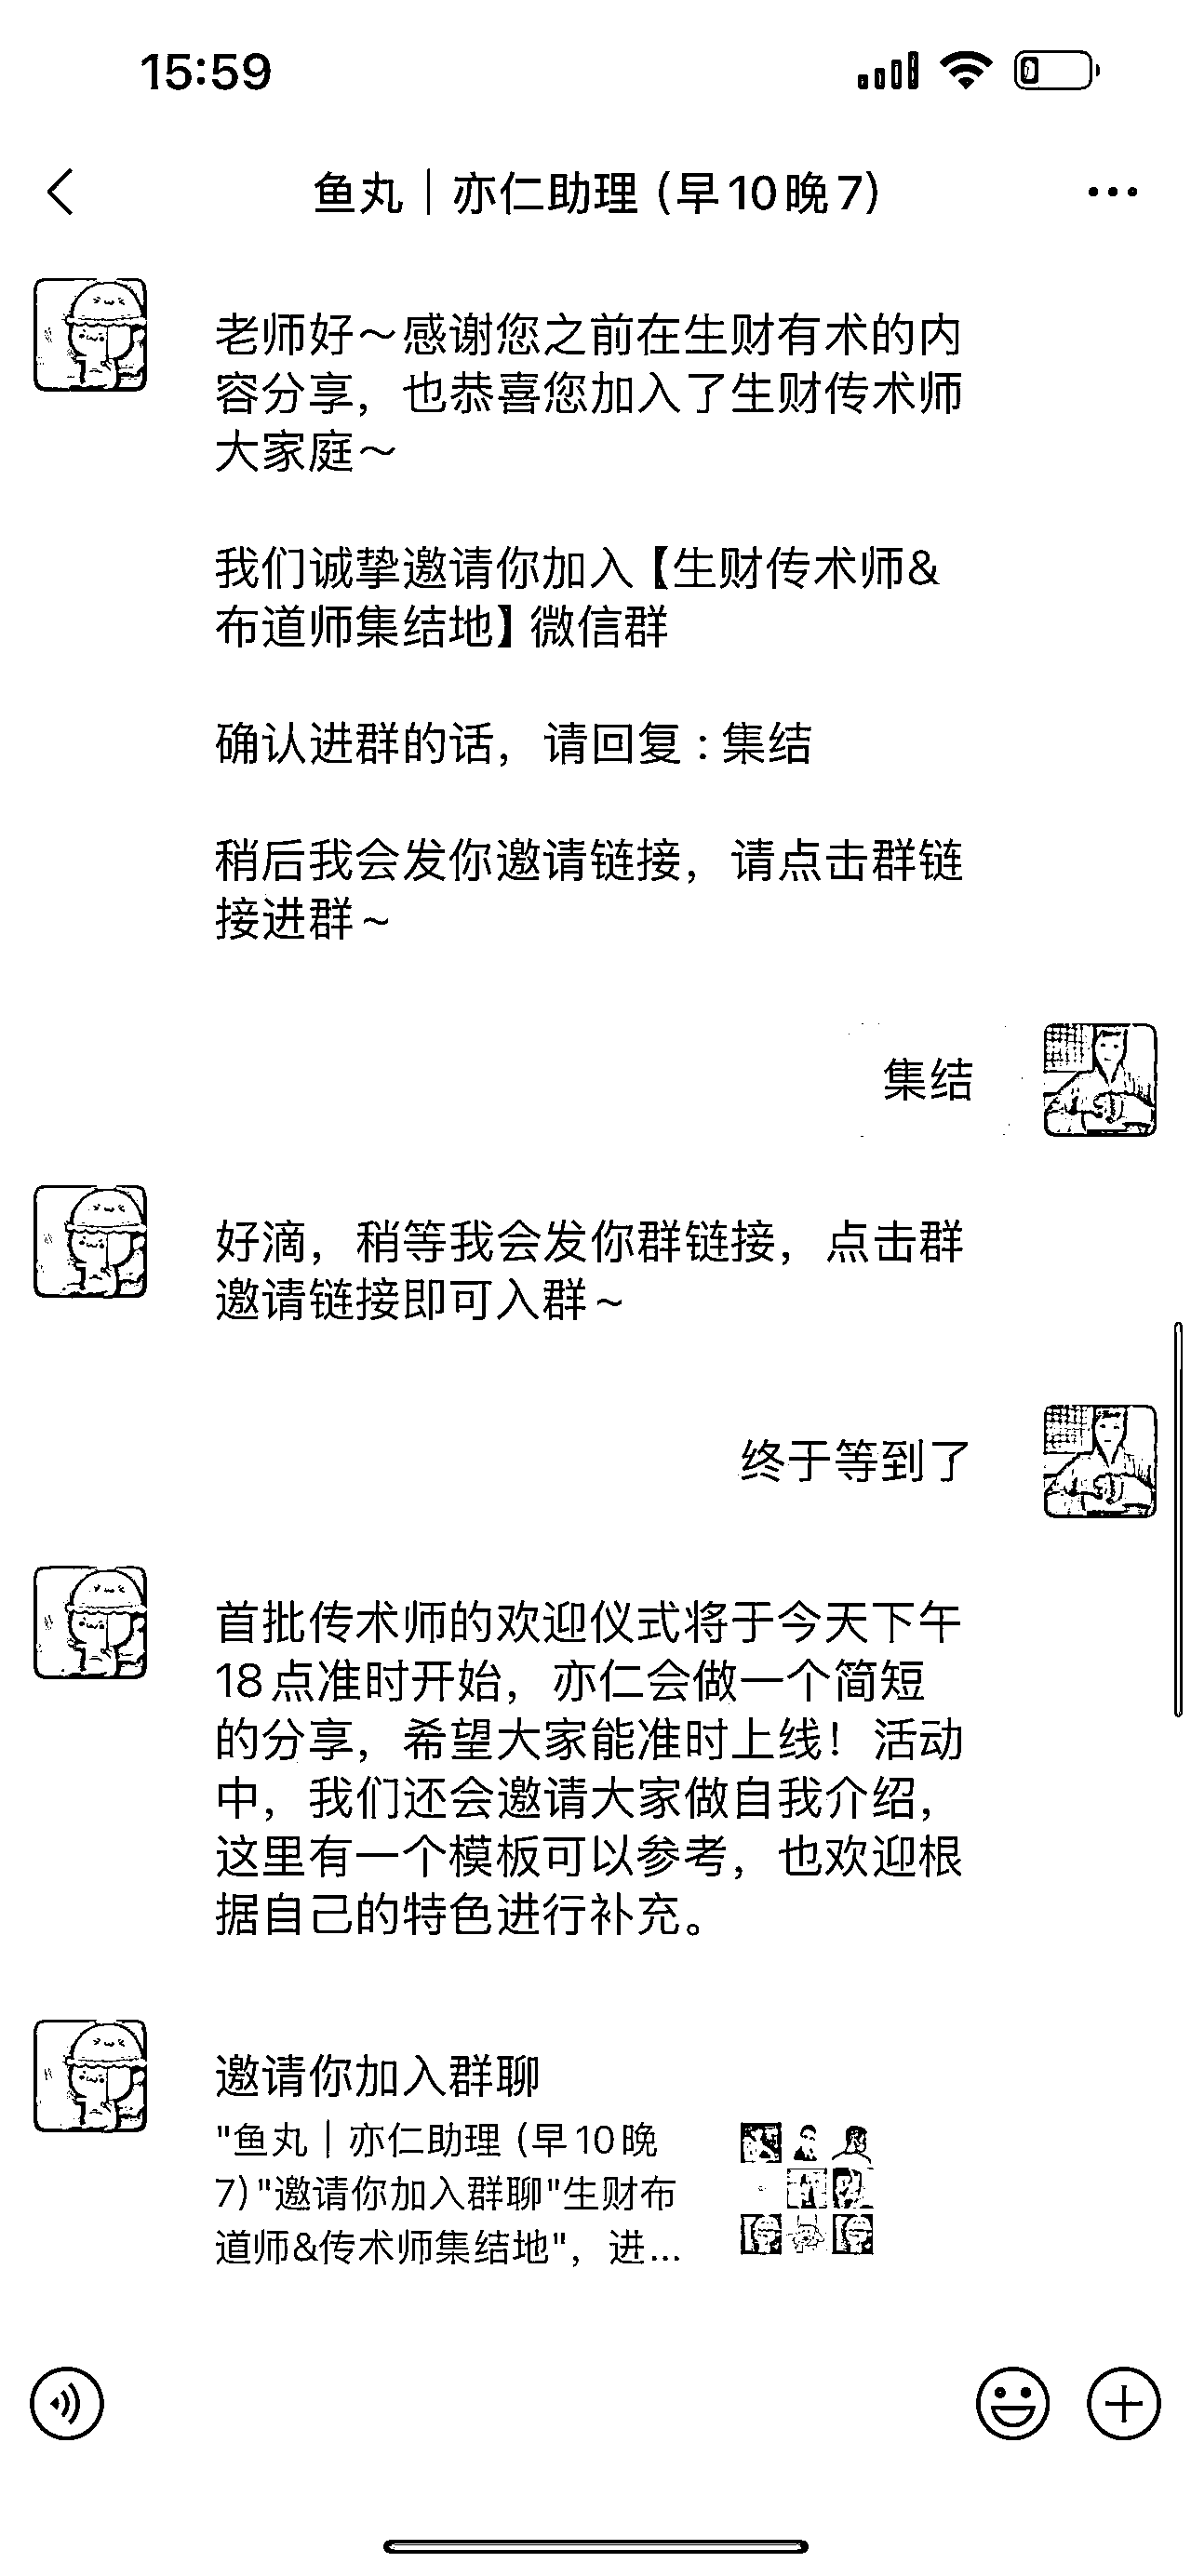 15:59
鱼丸｜亦仁助理（早10晚7）
老师好～感谢您之前在生财有术的内
容分享，也恭喜您加入了生财传术师
大家庭～
我们诚挚邀请你加入【生财传术师&
布道师集结地】微信群
确认进群的话，请回复：集结
稍后我会发你邀请链接，请点击群链
接进群~
集结
好滴，稍等我会发你群链接，点击群
邀请链接即可入群~
终于等到了
首批传术师的欢迎仪式将于今天下午
18点准时开始，亦仁会做一个简短
的分享，希望大家能准时上线！活动
中，我们还会邀请大家做自我介绍，
这里有一个模板可以参考，也欢迎根
据自己的特色进行补充。
邀请你加入群聊
"鱼丸｜亦仁助理（早10晚
7）"邀请你加入群聊"生财布
道师&传术师集结地"，进...